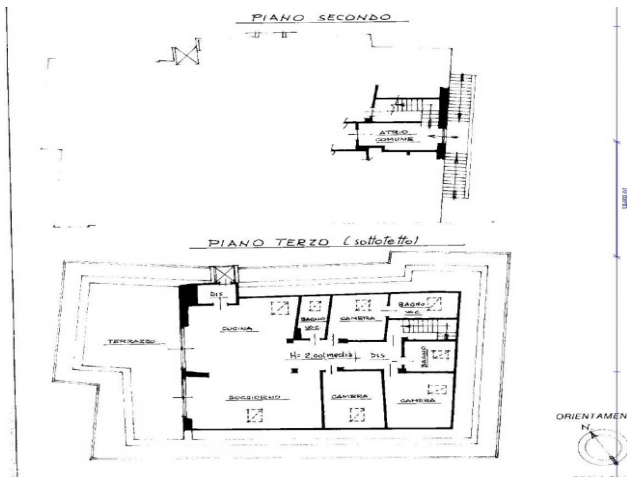 PIANO SECONDO
ATRIO
COMUNE
PIANO TERZO (sottotetto)
DIS
CUCINA
BAGNO
W.C.
CAMERA
BAGNO
W.C.
TERRAZZO
H= 2.00 (media)
DIS
BAGNO
SOGGIORNO
CAMERA
CAMERA
ORIENTAMEN
N